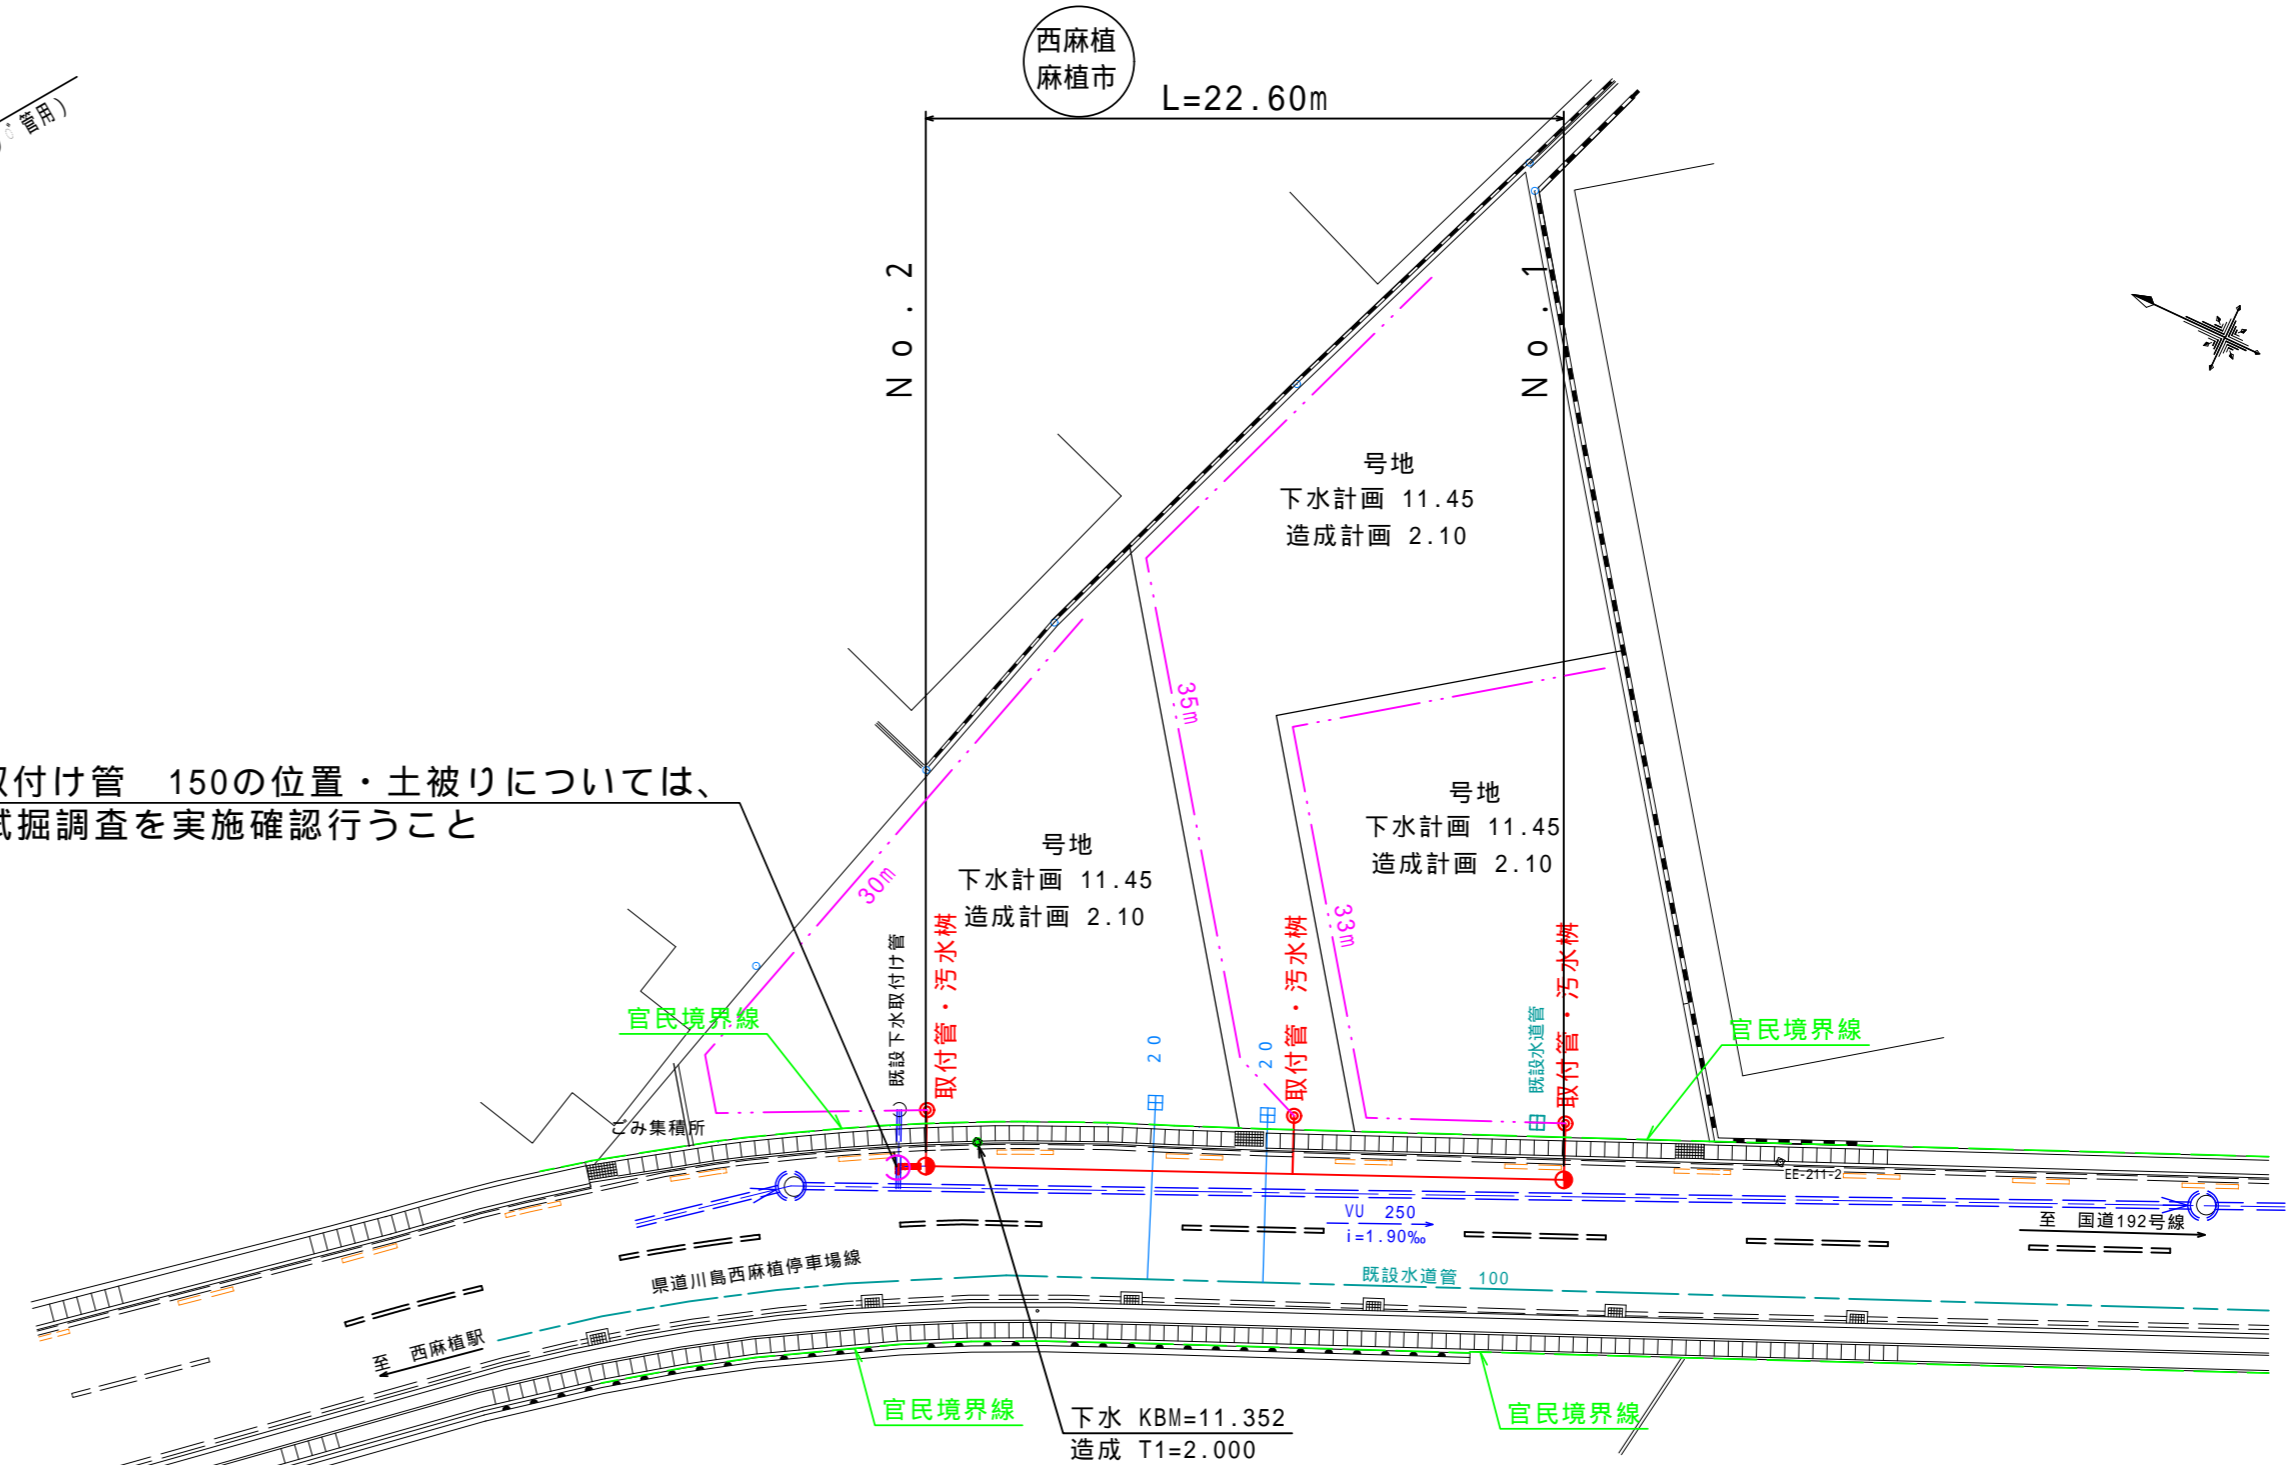 西麻植
麻植市
L=22.60m
管用）
No.2
No.1
号地
下水計画 11.45
造成計画 2.10
35m
取付け管　150の位置・土被りについては、
試掘調査を実施確認行うこと
号地
下水計画 11.45
造成計画 2.10
号地
下水計画 11.45
造成計画 2.10
30m
33m
既設下水取付け管
取付管・汚水桝
取付管・汚水桝
既設水道管
取付管・汚水桝
官民境界線
官民境界線
20
20
ごみ集積所
EE-211-2
VU　250
i=1.90‰
至　国道192号線
県道川島西麻植停車場線
既設水道管　100
至　西麻植駅
官民境界線
官民境界線
下水 KBM=11.352
造成 T1=2.000